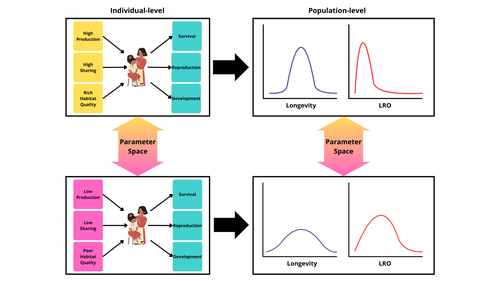 Individual-level
Population-level
High
Production
High
Sharing
Rich
Habitat
Quality
Survival
Reproduction
Development
Longevity
LRO
Parameter
Space
Parameter
Space
Low
Production
Low
Sharing
Poor
Habitat
Quality
Survival
Reproduction
Development
Longevity
LRO